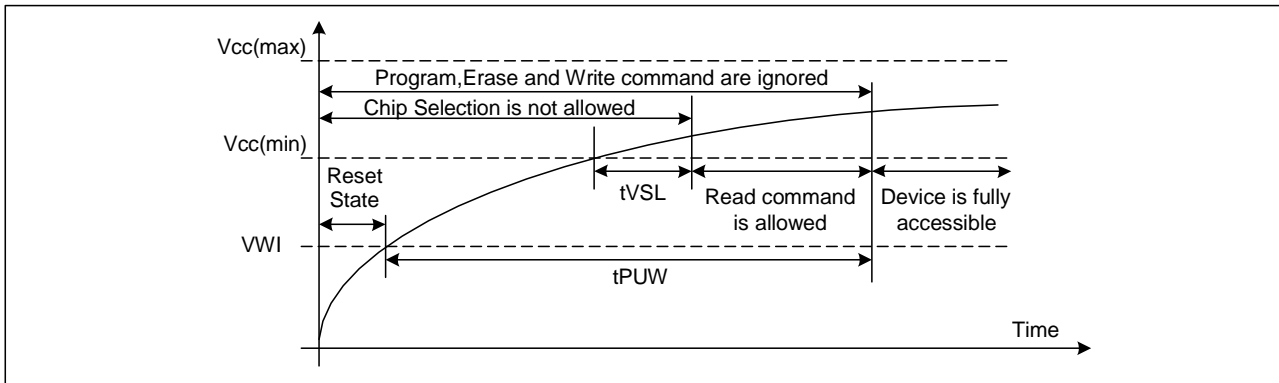 Vcc(max)
Program,Erase and Write command are ignored
Chip Selection is not allowed
Vcc(min)
Reset
State
tVSL
Read command
is allowed
Device is fully
accessible
VWI
tPUW
Time